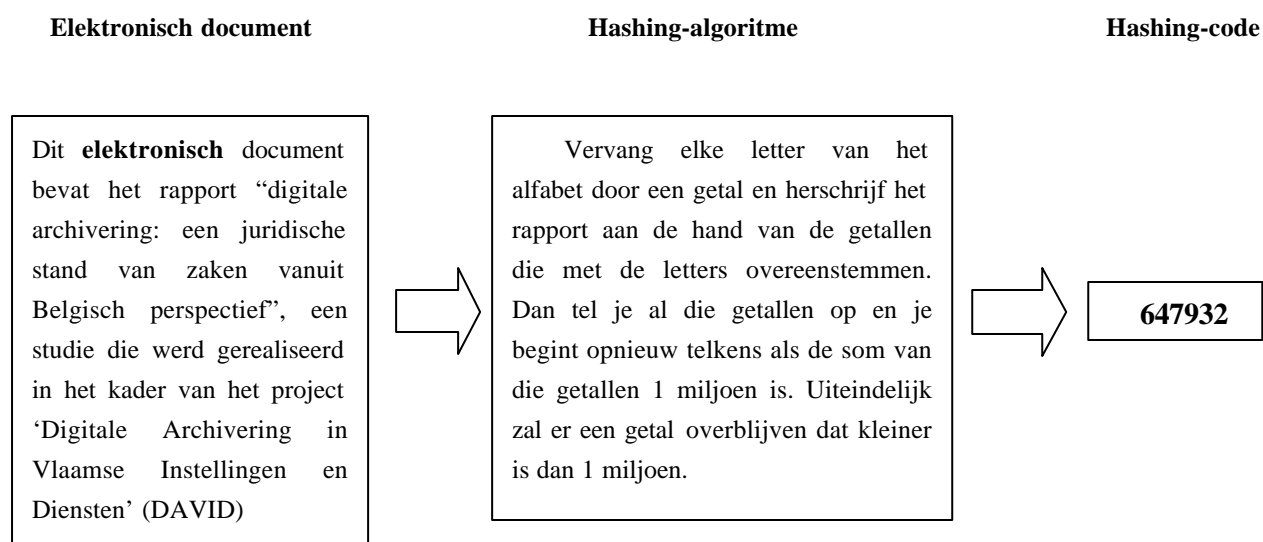 Elektronisch document
Hashing-algoritme
Hashing-code
Dit elektronisch document
bevat het rapport “digitale
archivering: een juridische
stand van zaken vanuit
Belgisch perspectief”, een
studie die werd gerealiseerd
in het kader van het project
‘Digitale Archivering in
Vlaamse Instellingen en
Diensten’ (DAVID)
Vervang elke letter van het
alfabet door een getal en herschrijf het
rapport aan de hand van de getallen
die met de letters overeenstemmen.
Dan tel je al die getallen op en je
begint opnieuw telkens als de som van
die getallen 1 miljoen is. Uiteindelijk
zal er een getal overblijven dat kleiner
is dan 1 miljoen.
647932